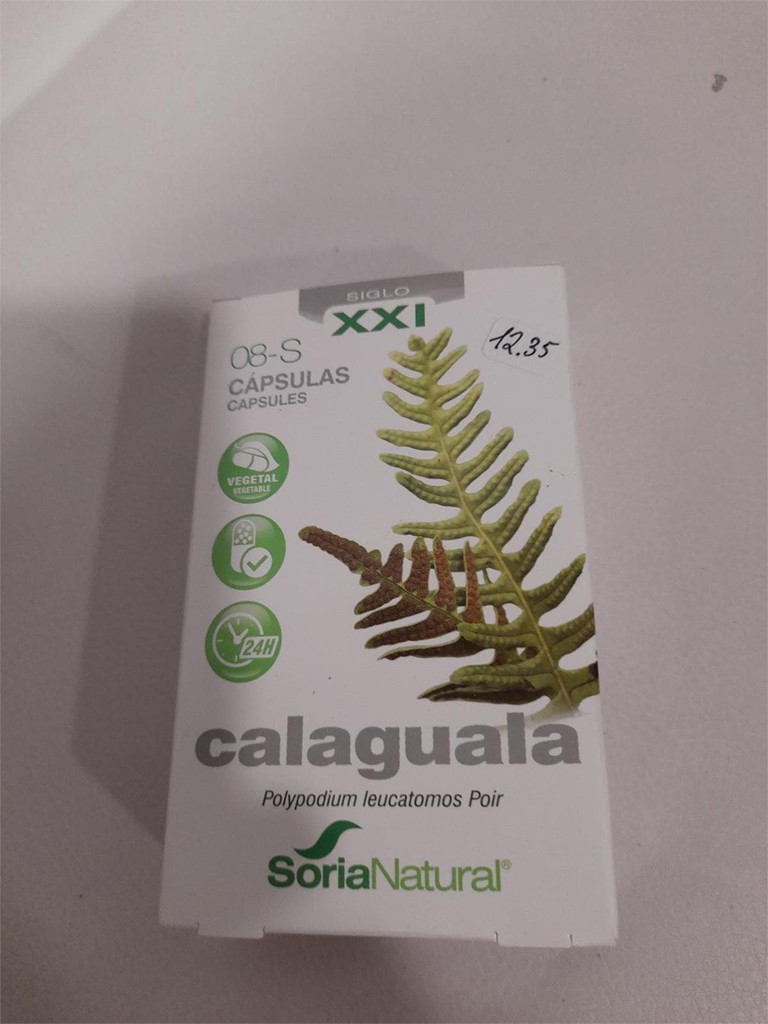 SIGLO
XXI
12.35
08-S
CÁPSULAS
CAPSULES
VEGETAL
VEGETABLE
24H
calaguala
Polypodium leucatomos Poir
SoriaNatural®